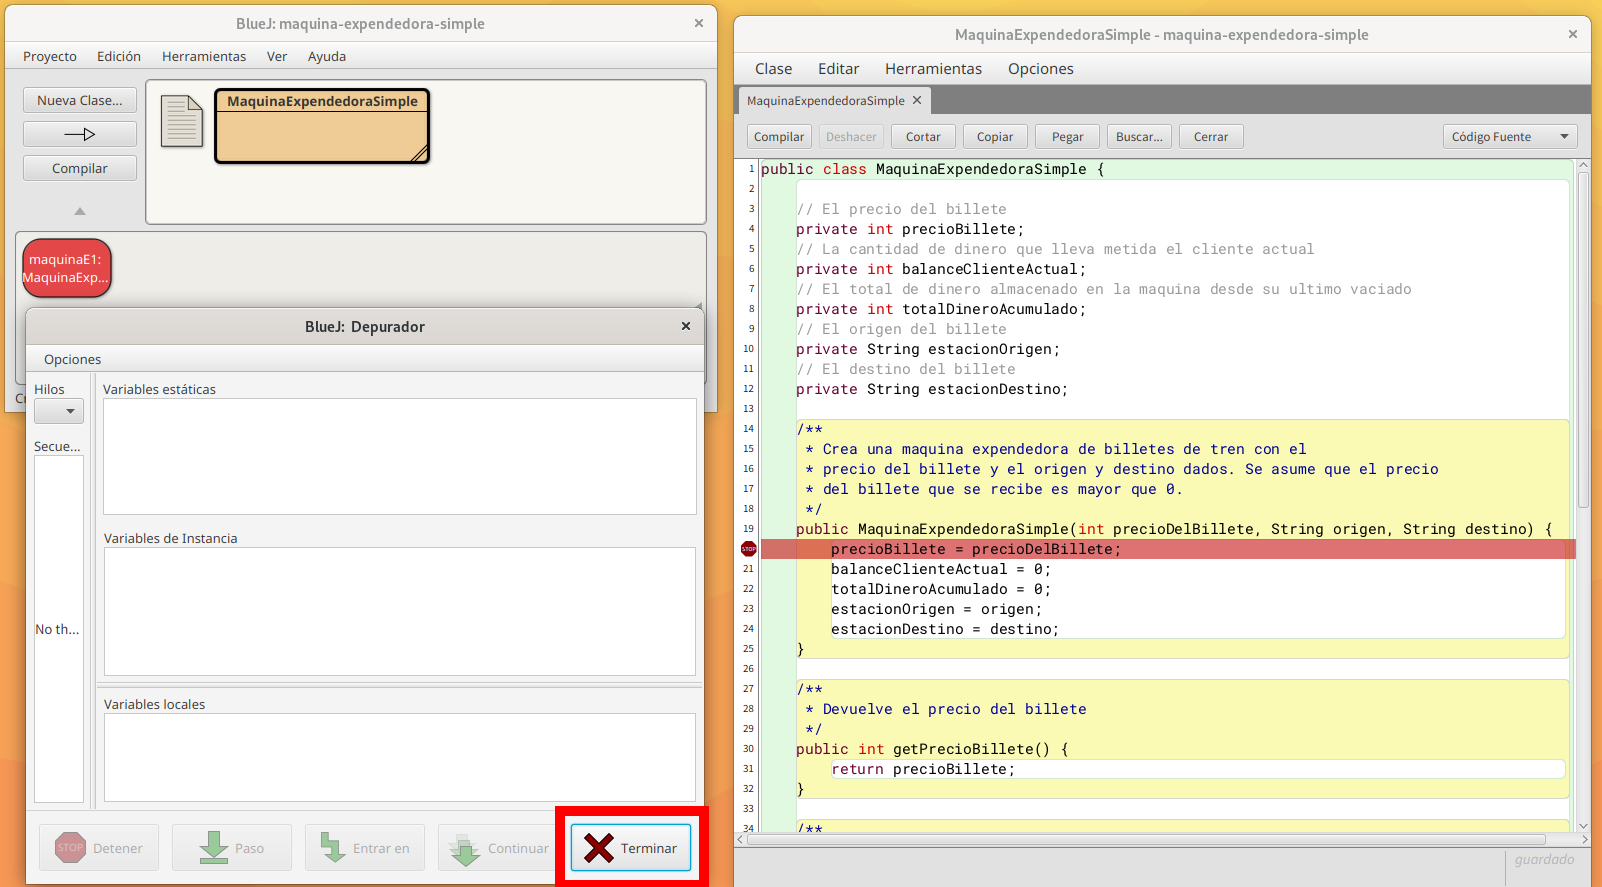 BlueJ: maquina-expendedora-simple
Proyecto Edición Herramientas Ver Ayuda
Nueva Clase...
Compilar
MaquinaExpendedoraSimple
maquinaE1:
MaquinaExp...
BlueJ: Depurador
Opciones
Hilos
Secue...
No th...
Variables estáticas
Variables de Instancia
Variables locales
STOP Detener Paso Entrar en Continuar Terminar
MaquinaExpendedoraSimple - maquina-expendedora-simple
Clase Editar Herramientas Opciones
MaquinaExpendedoraSimple
Compilar Deshacer Cortar Copiar Pegar Buscar... Cerrar Código Fuente
1 public class MaquinaExpendedoraSimple {
2
3 // El precio del billete
4 private int precioBillete;
5 // La cantidad de dinero que lleva metida el cliente actual
6 private int balanceClienteActual;
7 // El total de dinero almacenado en la maquina desde su ultimo vaciado
8 private int totalDineroAcumulado;
9 // El origen del billete
10 private String estacionOrigen;
11 // El destino del billete
12 private String estacionDestino;
13
14 /**
15 * Crea una maquina expendedora de billetes de tren con el
16 * precio del billete y el origen y destino dados. Se asume que el precio
17 * del billete que se recibe es mayor que 0.
18 */
19 public MaquinaExpendedoraSimple(int precioDelBillete, String origen, String destino) {
STOP precioBillete = precioDelBillete;
21 balanceClienteActual = 0;
22 totalDineroAcumulado = 0;
23 estacionOrigen = origen;
24 estacionDestino = destino;
25 }
26
27 /**
28 * Devuelve el precio del billete
29 */
30 public int getPrecioBillete() {
31 return precioBillete;
32 }
33
34 /**
guardado